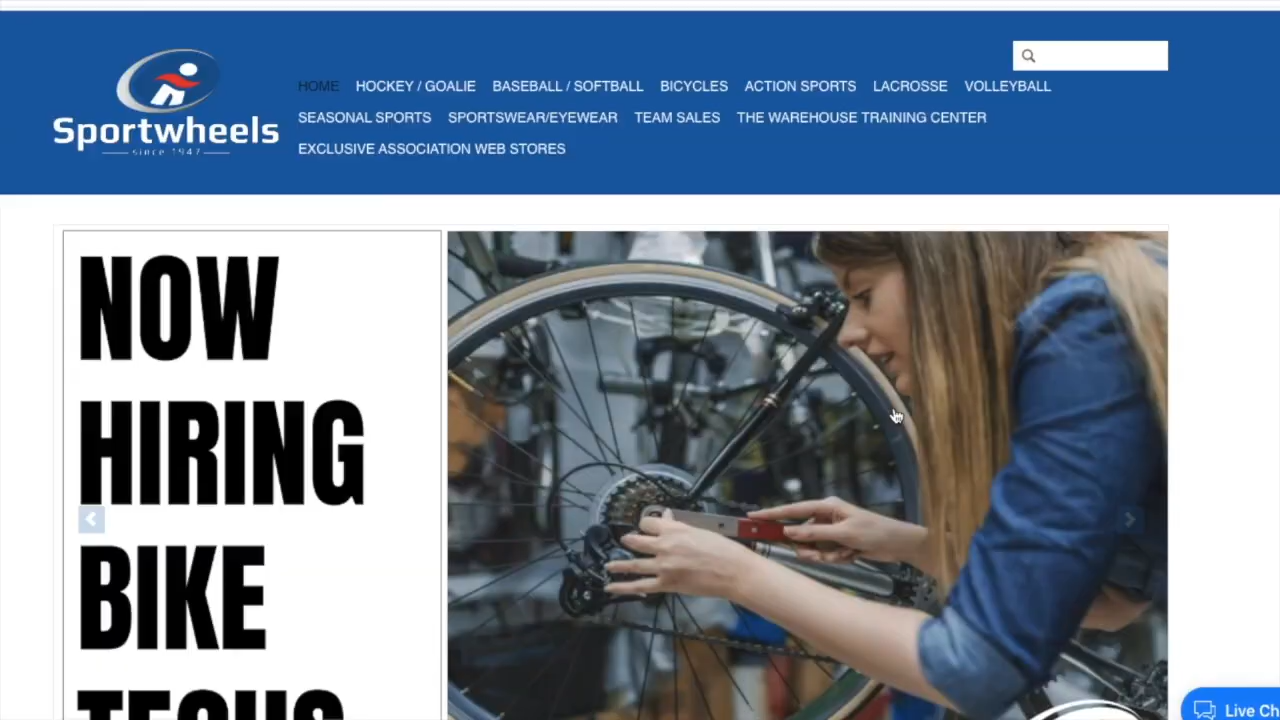 HOME HOCKEY / GOALIE BASEBALL / SOFTBALL BICYCLES ACTION SPORTS LACROSSE VOLLEYBALL
SEASONAL SPORTS SPORTSWEAR/EYEWEAR TEAM SALES THE WAREHOUSE TRAINING CENTER
EXCLUSIVE ASSOCIATION WEB STORES
Sportwheels
since 1947
NOW
HIRING
BIKE
TECHS
Live Ch